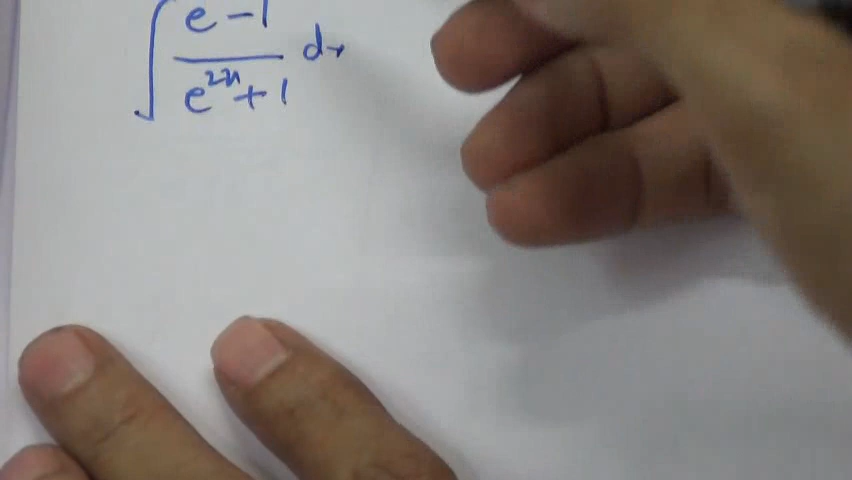 ∫ e - 1 / e^{2x} + 1 dx